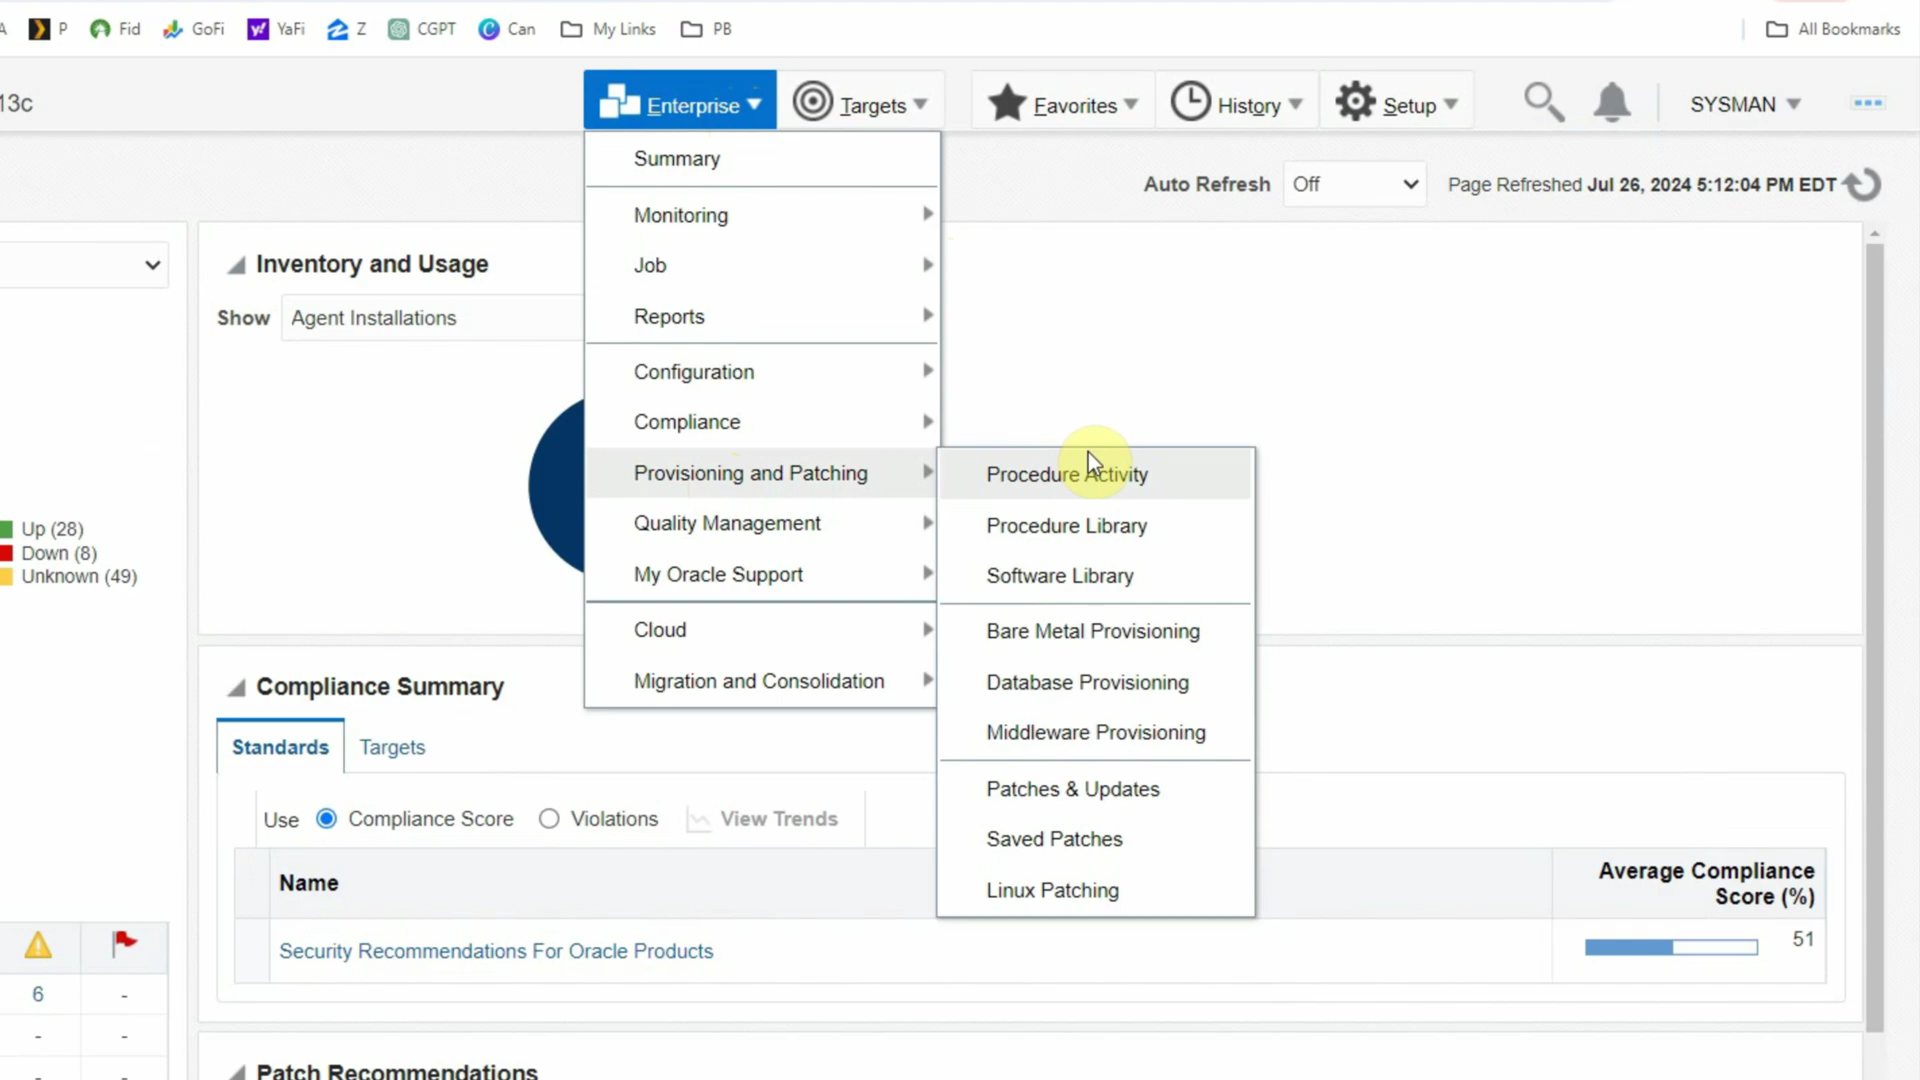 A P Fid GoFi YaFi Z CGPT Can My Links PB All Bookmarks
13c Enterprise Targets Favorites History Setup SYSMAN
Summary
Auto Refresh Off Page Refreshed Jul 26, 2024 5:12:04 PM EDT
Monitoring
Inventory and Usage
Job
Show Agent Installations
Reports
Configuration
Compliance
Provisioning and Patching
Procedure Activity
Quality Management
Procedure Library
Up (28)
Down (8)
Unknown (49)
My Oracle Support
Software Library
Cloud
Bare Metal Provisioning
Migration and Consolidation
Database Provisioning
Compliance Summary
Middleware Provisioning
Standards Targets
Patches & Updates
Use Compliance Score Violations View Trends
Saved Patches
Name
Average Compliance
Score (%)
Linux Patching
Security Recommendations For Oracle Products 51
6 -
- -
- -
Patch Recommendations